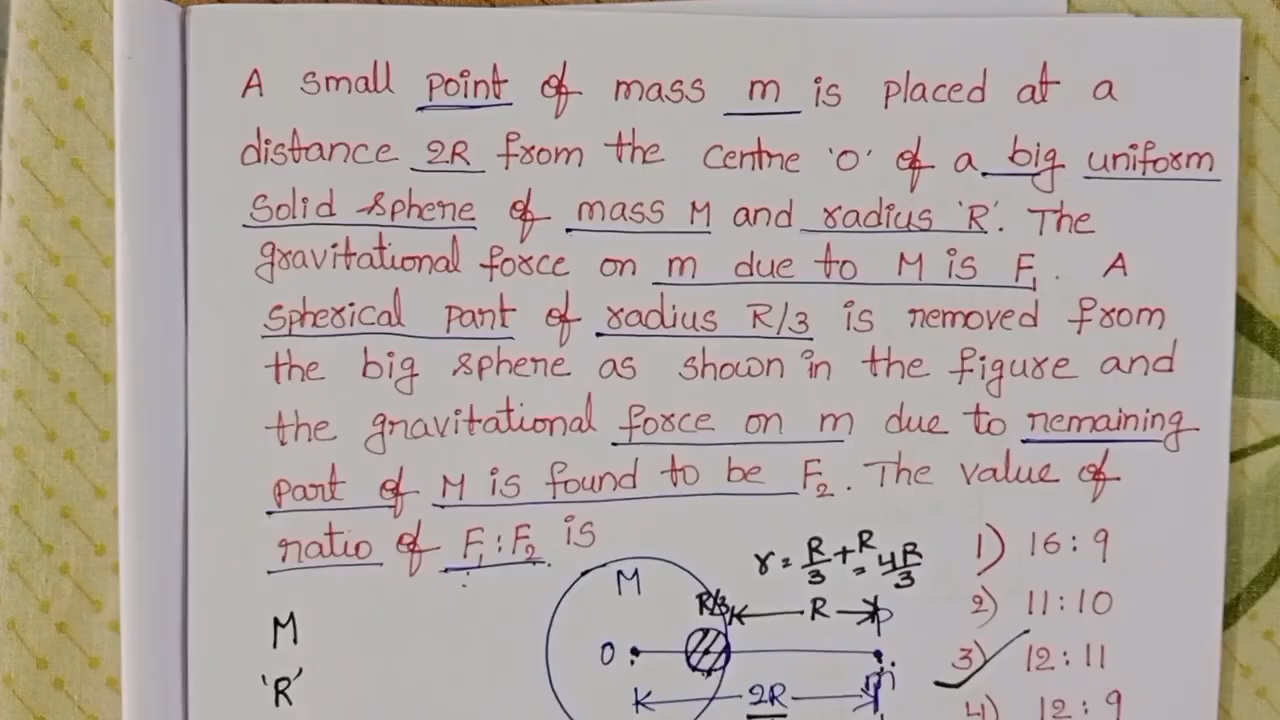 A small point of mass m is placed at a
distance 2R from the centre 'O' of a big uniform
solid sphere of mass M and radius 'R'. The
gravitational force on m due to M is F₁. A
spherical part of radius R/3 is removed from
the big sphere as shown in the figure and
the gravitational force on m due to remaining
part of M is found to be F₂. The value of
ratio of F₁:F₂ is
r = R/3 + R = 4R/3
1) 16:9
M
R/3
R
2) 11:10
M
O
m
3) 12:11
'R'
2R
4) 12:9